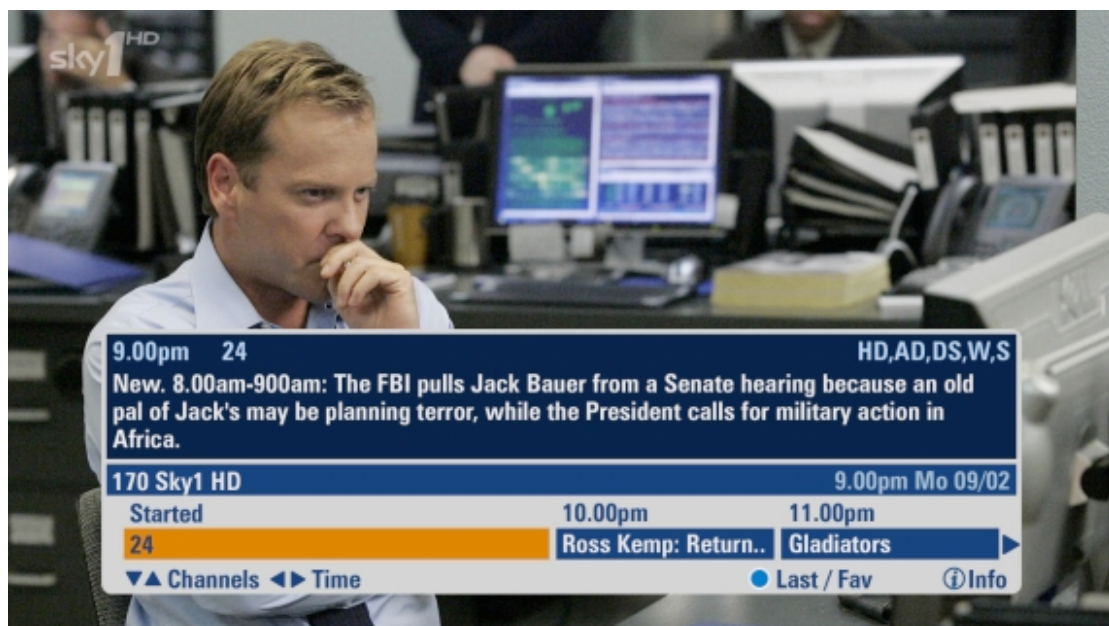 sky1 HD
9.00pm 24 HD,AD,DS,W,S
New. 8.00am-900am: The FBI pulls Jack Bauer from a Senate hearing because an old
pal of Jack's may be planning terror, while the President calls for military action in
Africa.
170 Sky1 HD 9.00pm Mo 09/02
Started 10.00pm 11.00pm
24 Ross Kemp: Return.. Gladiators
Channels Time Last / Fav i Info